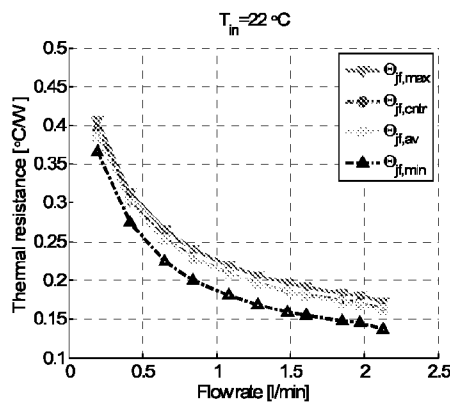 T_in=22 °C
Thermal resistance [°C/W]
0.5
0.45
0.4
0.35
0.3
0.25
0.2
0.15
0.1
Θ_jf,max
Θ_jf,cntr
Θ_jf,av
Θ_jf,min
0 0.5 1 1.5 2 2.5
Flow rate [l/min]